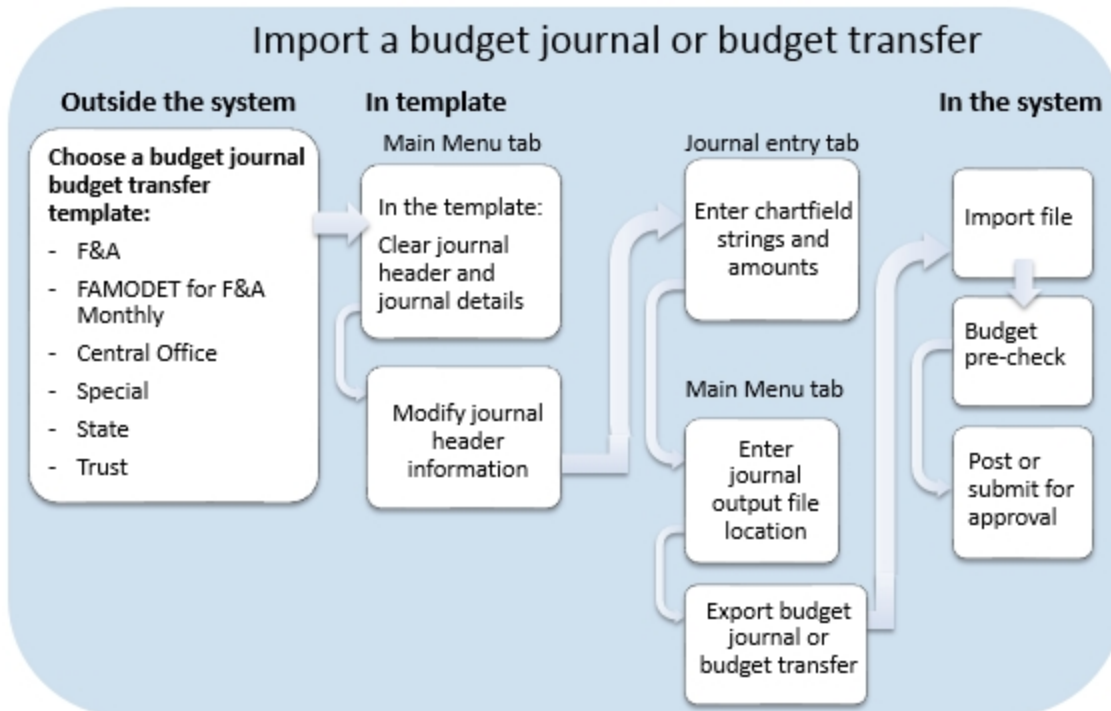 Import a budget journal or budget transfer
Outside the system
Choose a budget journal
budget transfer
template:
- F&A
- FAMODET for F&A
Monthly
- Central Office
- Special
- State
- Trust
In template
Main Menu tab
In the template:
Clear journal
header and
journal details
Modify journal
header
information
Journal entry tab
Enter chartfield
strings and
amounts
Main Menu tab
Enter
journal
output file
location
Export budget
journal or
budget transfer
In the system
Import file
Budget
pre-check
Post or
submit for
approval